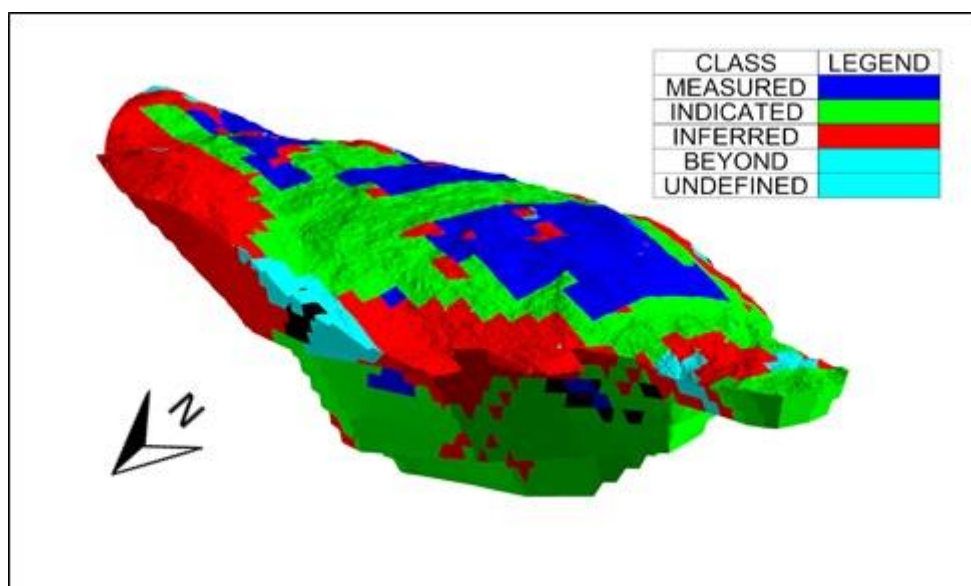 CLASS LEGEND
MEASURED
INDICATED
INFERRED
BEYOND
UNDEFINED
N